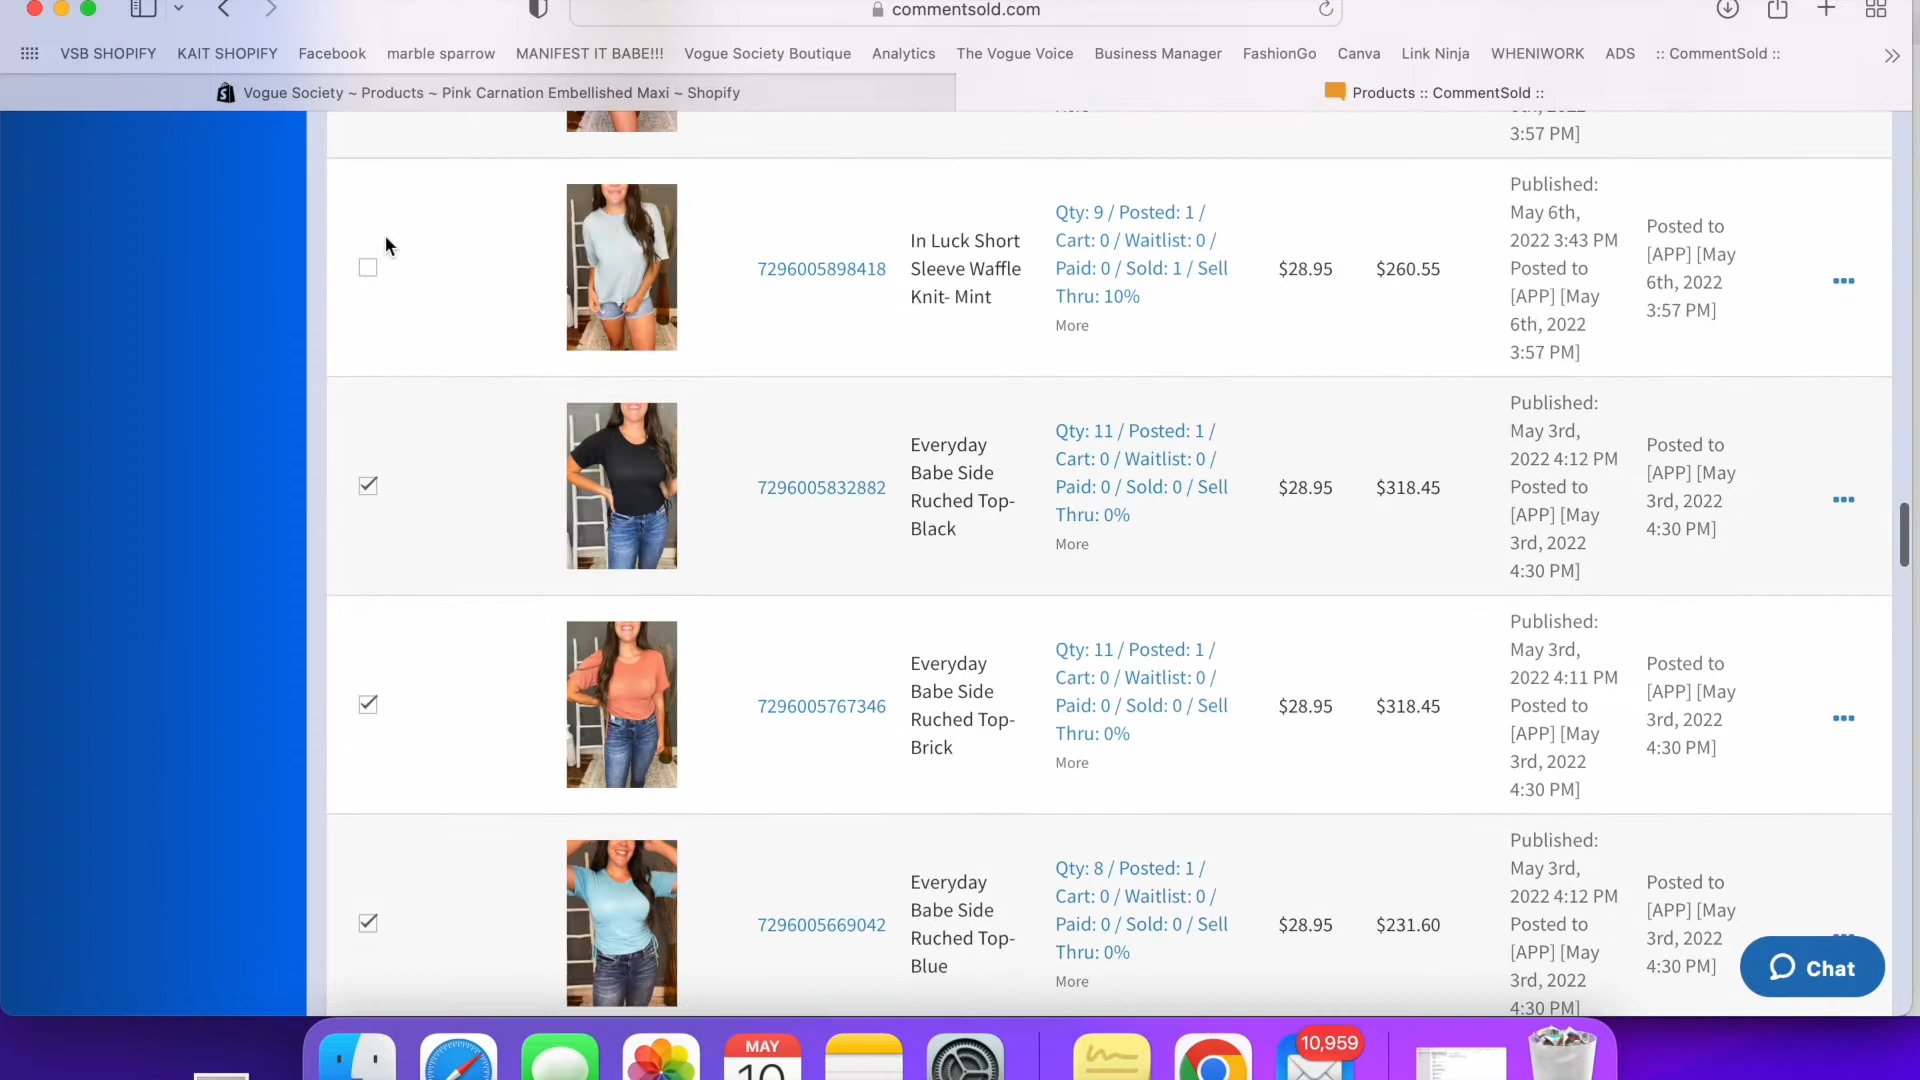 commentsold.com
VSB SHOPIFY KAIT SHOPIFY Facebook marble sparrow MANIFEST IT BABE!!! Vogue Society Boutique Analytics The Vogue Voice Business Manager FashionGo Canva Link Ninja WHENIWORK ADS :: CommentSold ::
Vogue Society ~ Products ~ Pink Carnation Embellished Maxi ~ Shopify
Products :: CommentSold ::
3:57 PM]
7296005898418
In Luck Short
Sleeve Waffle
Knit- Mint
Qty: 9 / Posted: 1 /
Cart: 0 / Waitlist: 0 /
Paid: 0 / Sold: 1 / Sell
Thru: 10%
More
$28.95
$260.55
Published:
May 6th,
2022 3:43 PM
Posted to
[APP] [May
6th, 2022
3:57 PM]
Posted to
[APP] [May
6th, 2022
3:57 PM]
7296005832882
Everyday
Babe Side
Ruched Top-
Black
Qty: 11 / Posted: 1 /
Cart: 0 / Waitlist: 0 /
Paid: 0 / Sold: 0 / Sell
Thru: 0%
More
$28.95
$318.45
Published:
May 3rd,
2022 4:12 PM
Posted to
[APP] [May
3rd, 2022
4:30 PM]
Posted to
[APP] [May
3rd, 2022
4:30 PM]
7296005767346
Everyday
Babe Side
Ruched Top-
Brick
Qty: 11 / Posted: 1 /
Cart: 0 / Waitlist: 0 /
Paid: 0 / Sold: 0 / Sell
Thru: 0%
More
$28.95
$318.45
Published:
May 3rd,
2022 4:11 PM
Posted to
[APP] [May
3rd, 2022
4:30 PM]
Posted to
[APP] [May
3rd, 2022
4:30 PM]
7296005669042
Everyday
Babe Side
Ruched Top-
Blue
Qty: 8 / Posted: 1 /
Cart: 0 / Waitlist: 0 /
Paid: 0 / Sold: 0 / Sell
Thru: 0%
More
$28.95
$231.60
Published:
May 3rd,
2022 4:12 PM
Posted to
[APP] [May
3rd, 2022
4:30 PM]
Posted to
[APP] [May
3rd, 2022
4:30 PM]
Chat
MAY
10
10,959